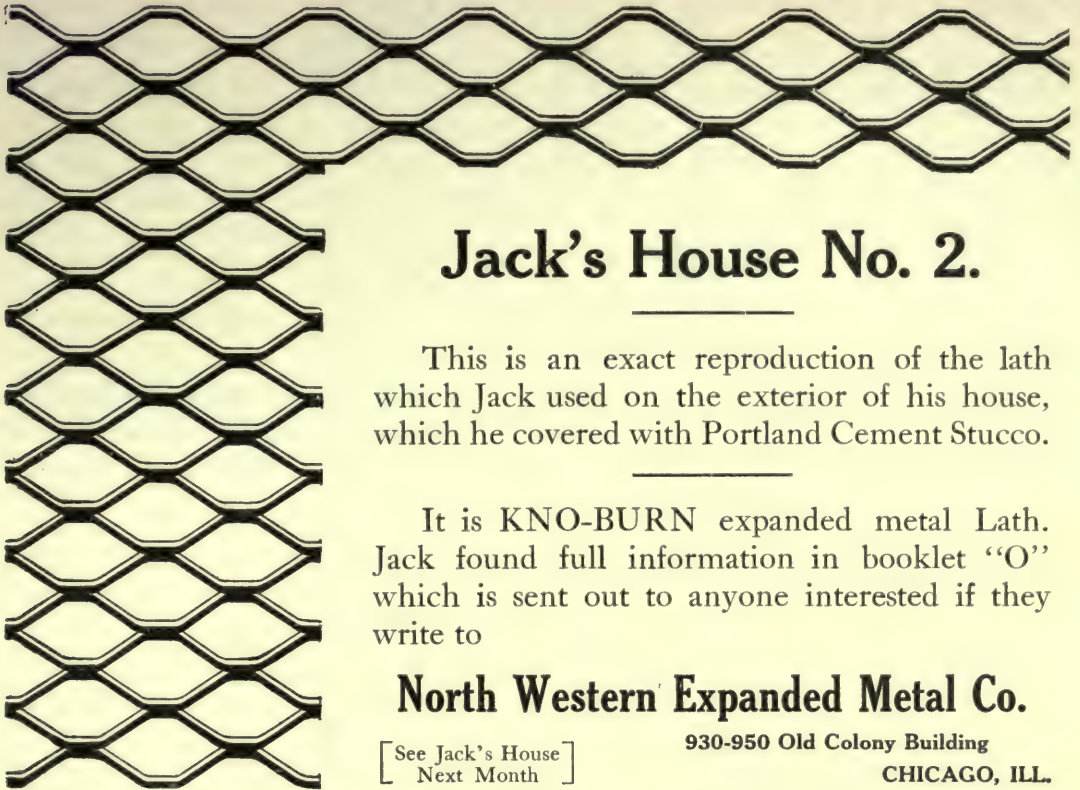 Jack's House No. 2.
This is an exact reproduction of the lath
which Jack used on the exterior of his house,
which he covered with Portland Cement Stucco.
It is KNO-BURN expanded metal Lath.
Jack found full information in booklet “O”
which is sent out to anyone interested if they
write to
North Western Expanded Metal Co.
930-950 Old Colony Building
CHICAGO, ILL.
[See Jack's House
Next Month]